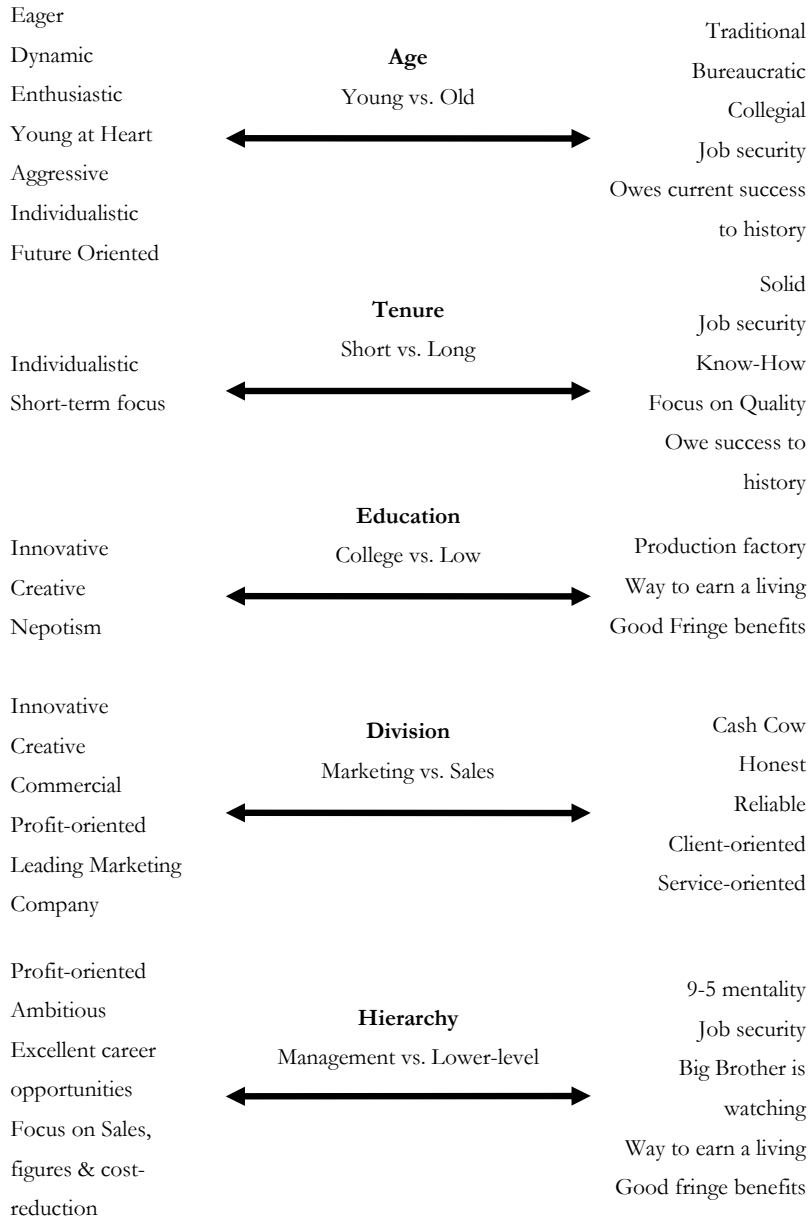 Eager
Dynamic
Enthusiastic
Young at Heart
Aggressive
Individualistic
Future Oriented
Age
Young vs. Old
Traditional
Bureaucratic
Collegial
Job security
Owes current success
to history
Individualistic
Short-term focus
Tenure
Short vs. Long
Solid
Job security
Know-How
Focus on Quality
Owe success to
history
Innovative
Creative
Nepotism
Education
College vs. Low
Production factory
Way to earn a living
Good Fringe benefits
Innovative
Creative
Commercial
Profit-oriented
Leading Marketing
Company
Division
Marketing vs. Sales
Cash Cow
Honest
Reliable
Client-oriented
Service-oriented
Profit-oriented
Ambitious
Excellent career
opportunities
Focus on Sales,
figures & cost-
reduction
Hierarchy
Management vs. Lower-level
9-5 mentality
Job security
Big Brother is
watching
Way to earn a living
Good fringe benefits